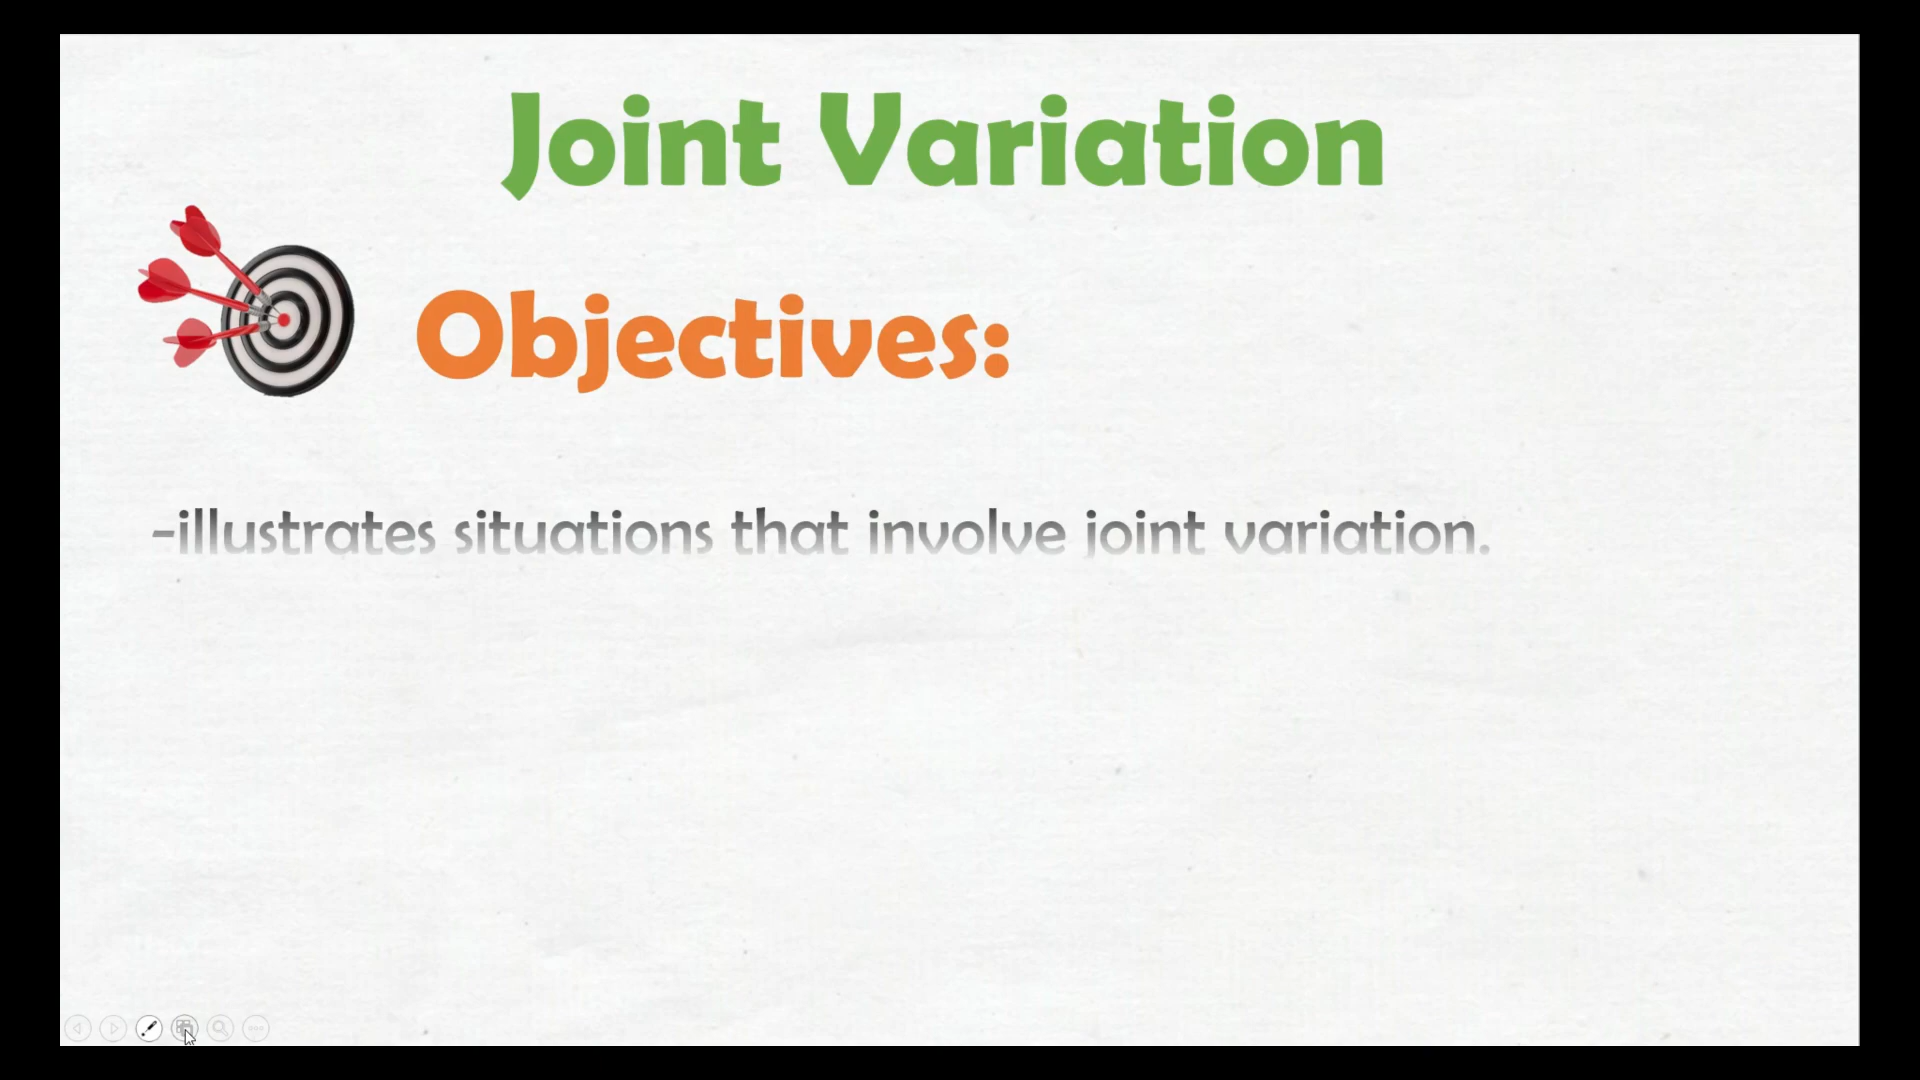 Joint Variation
Objectives:
-illustrates situations that involve joint variation.